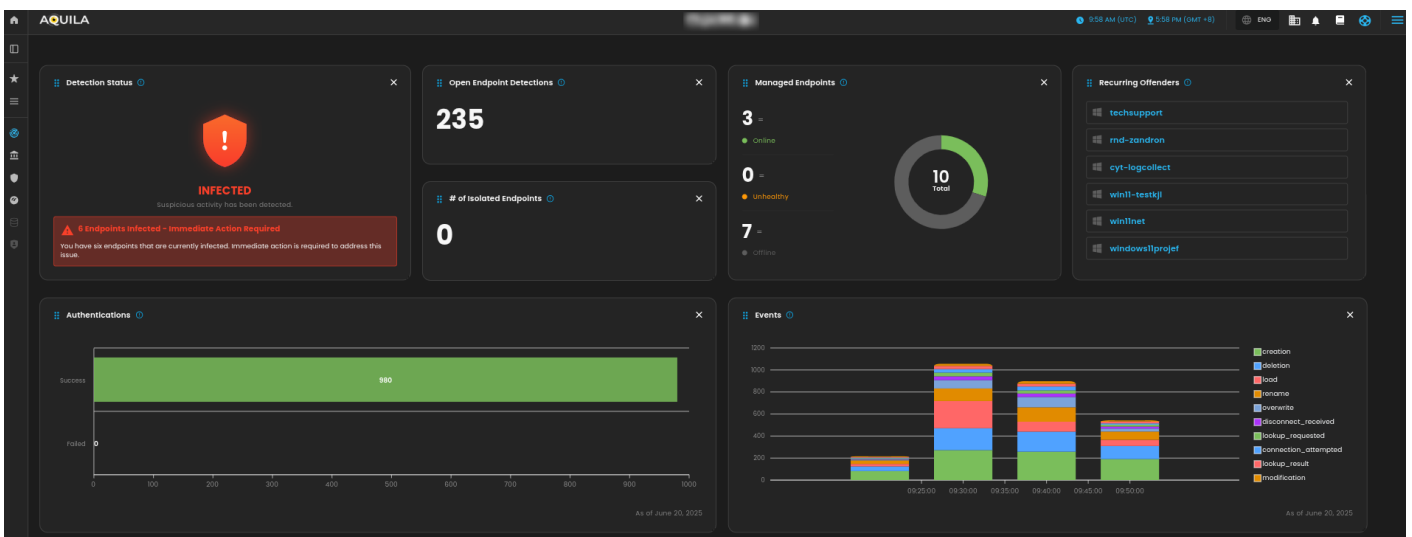 AQUILA
9:58 AM (UTC)
5:58 PM (GMT +8)
ENG
Detection Status
INFECTED
Suspicious activity has been detected.
6 Endpoints Infected - Immediate Action Required
You have six endpoints that are currently infected. Immediate action is required to address this
issue.
Open Endpoint Detections
235
# of Isolated Endpoints
0
Managed Endpoints
3 =
Online
0 =
Unhealthy
7 =
Offline
10
Total
Recurring Offenders
techsupport
rnd-zandron
cyt-logcollect
win11-testkjl
win11net
windows11projef
Authentications
Success
980
Failed
0
0 100 200 300 400 500 600 700 800 900 1000
As of June 20, 2025
Events
1200
1000
800
600
400
200
0
09:25:00 09:30:00 09:35:00 09:40:00 09:45:00 09:50:00
creation
deletion
load
rename
overwrite
disconnect_received
lookup_requested
connection_attempted
lookup_result
modification
As of June 20, 2025